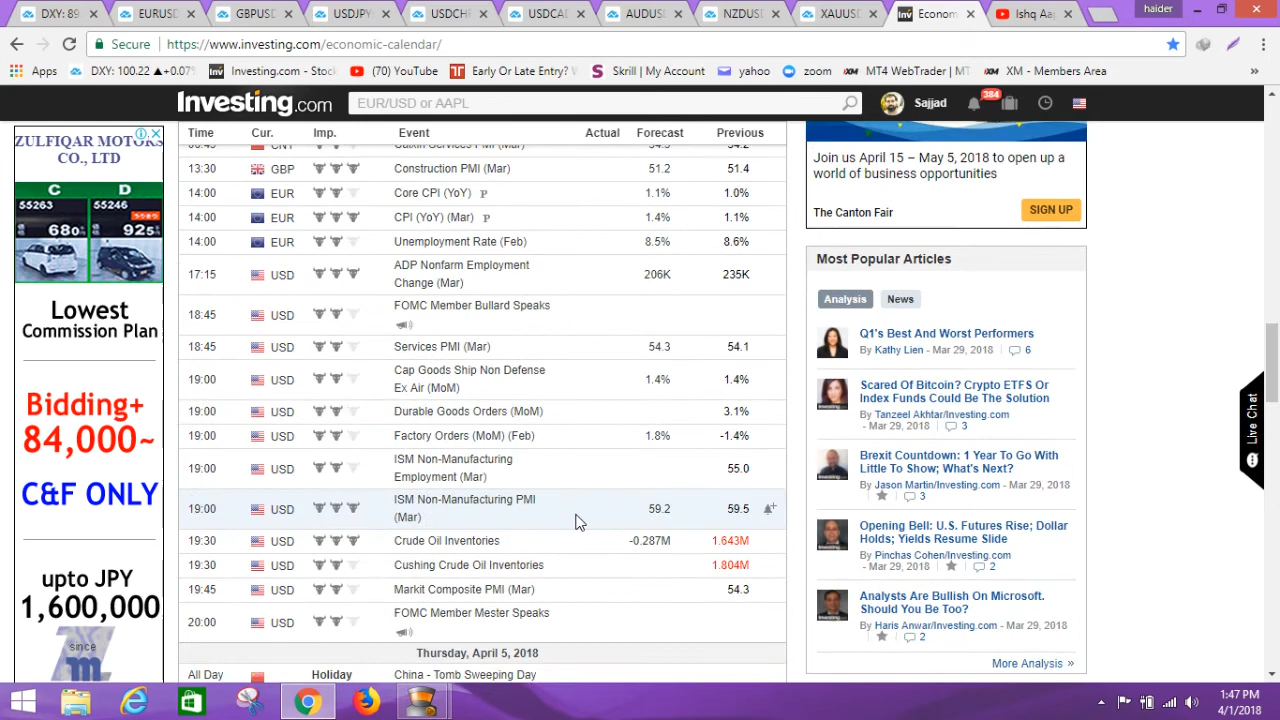 DXY: 89
EURUSD
GBPUSD
USDJPY
USDCHF
USDCAD
AUDUSD
NZDUSD
XAUUSD
Econom
Ishq Aap
haider
Secure https://www.investing.com/economic-calendar/
Apps DXY: 100.22 ▲+0.07% Investing.com - Stock (70) YouTube Early Or Late Entry? W Skrill | My Account yahoo zoom MT4 WebTrader | MT XM - Members Area »
Investing.com EUR/USD or AAPL Sajjad 384
ZULFIQAR MOTORS
CO., LTD
C D
55263 55246
680 925
Lowest
Commission Plan
Bidding+
84,000~
C&F ONLY
upto JPY
1,600,000
since
Time Cur. Imp. Event Actual Forecast Previous
13:30 GBP Construction PMI (Mar) 51.2 51.4
14:00 EUR Core CPI (YoY) P 1.1% 1.0%
14:00 EUR CPI (YoY) (Mar) P 1.4% 1.1%
14:00 EUR Unemployment Rate (Feb) 8.5% 8.6%
17:15 USD ADP Nonfarm Employment
Change (Mar) 206K 235K
18:45 USD FOMC Member Bullard Speaks
18:45 USD Services PMI (Mar) 54.3 54.1
19:00 USD Cap Goods Ship Non Defense
Ex Air (MoM) 1.4% 1.4%
19:00 USD Durable Goods Orders (MoM) 3.1%
19:00 USD Factory Orders (MoM) (Feb) 1.8% -1.4%
19:00 USD ISM Non-Manufacturing
Employment (Mar) 55.0
19:00 USD ISM Non-Manufacturing PMI
(Mar) 59.2 59.5
19:30 USD Crude Oil Inventories -0.287M 1.643M
19:30 USD Cushing Crude Oil Inventories 1.804M
19:45 USD Markit Composite PMI (Mar) 54.3
20:00 USD FOMC Member Mester Speaks
Thursday, April 5, 2018
All Day Holiday China - Tomb Sweeping Day
Join us April 15 – May 5, 2018 to open up a
world of business opportunities
The Canton Fair SIGN UP
Most Popular Articles
Analysis News
Q1's Best And Worst Performers
By Kathy Lien - Mar 29, 2018 6
Scared Of Bitcoin? Crypto ETFS Or
Index Funds Could Be The Solution
By Tanzeel Akhtar/Investing.com
- Mar 29, 2018 3
Brexit Countdown: 1 Year To Go With
Little To Show; What's Next?
By Jason Martin/Investing.com - Mar 29, 2018
3
Opening Bell: U.S. Futures Rise; Dollar
Holds; Yields Resume Slide
By Pinchas Cohen/Investing.com
- Mar 29, 2018 2
Analysts Are Bullish On Microsoft.
Should You Be Too?
By Haris Anwar/Investing.com - Mar 29, 2018
2
More Analysis »
Live Chat
1:47 PM
4/1/2018